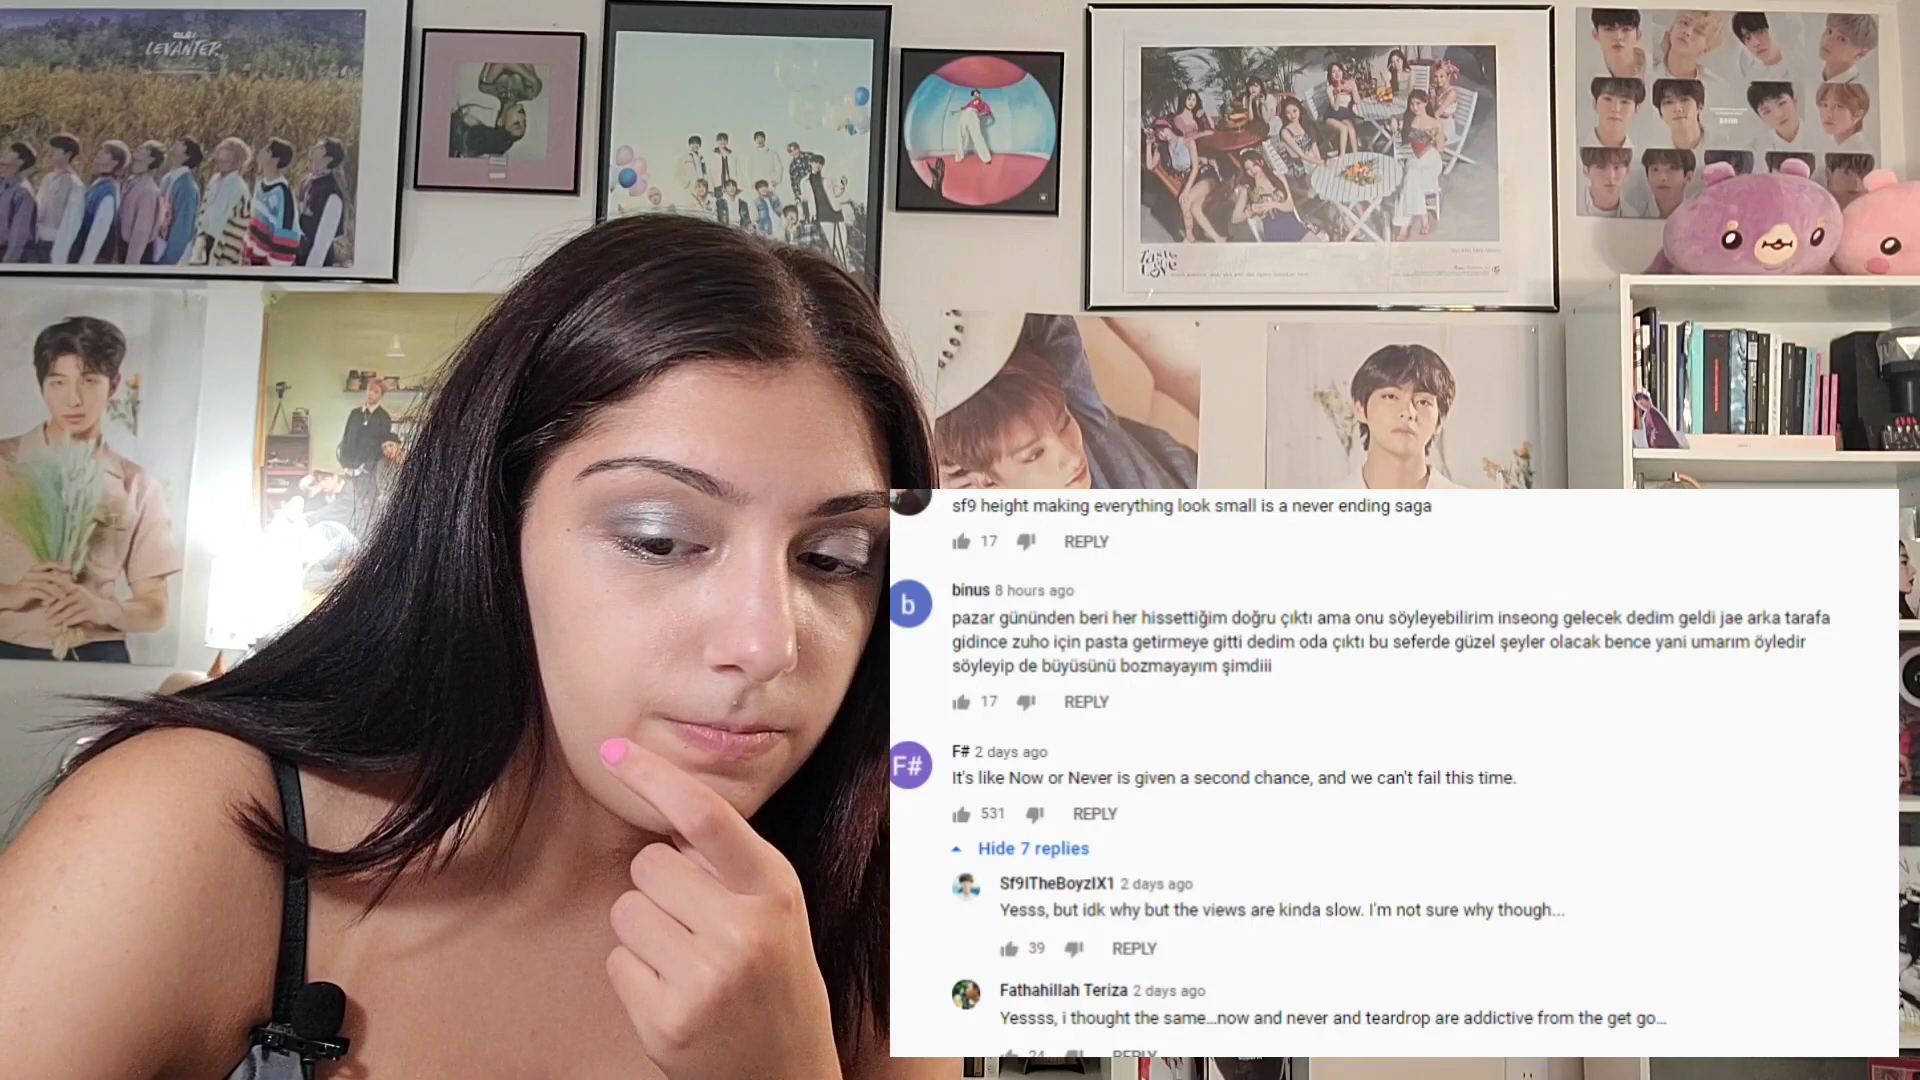 LEVANTER
Taste
of
Love
sf9 height making everything look small is a never ending saga
17 REPLY
b
binus 8 hours ago
pazar gününden beri her hissettiğim doğru çıktı ama onu söyleyebilirim inseong gelecek dedim geldi jae arka tarafa
gidince zuho için pasta getirmeye gitti dedim oda çıktı bu seferde güzel şeyler olacak bence yani umarım öyledir
söyleyip de büyüsünü bozmayayım şimdiii
17 REPLY
F#
F# 2 days ago
It's like Now or Never is given a second chance, and we can't fail this time.
531 REPLY
Hide 7 replies
Sf9ITheBoyzIX1 2 days ago
Yesss, but idk why but the views are kinda slow. I'm not sure why though...
39 REPLY
Fathahillah Teriza 2 days ago
Yessss, i thought the same...now and never and teardrop are addictive from the get go...
24 REPLY